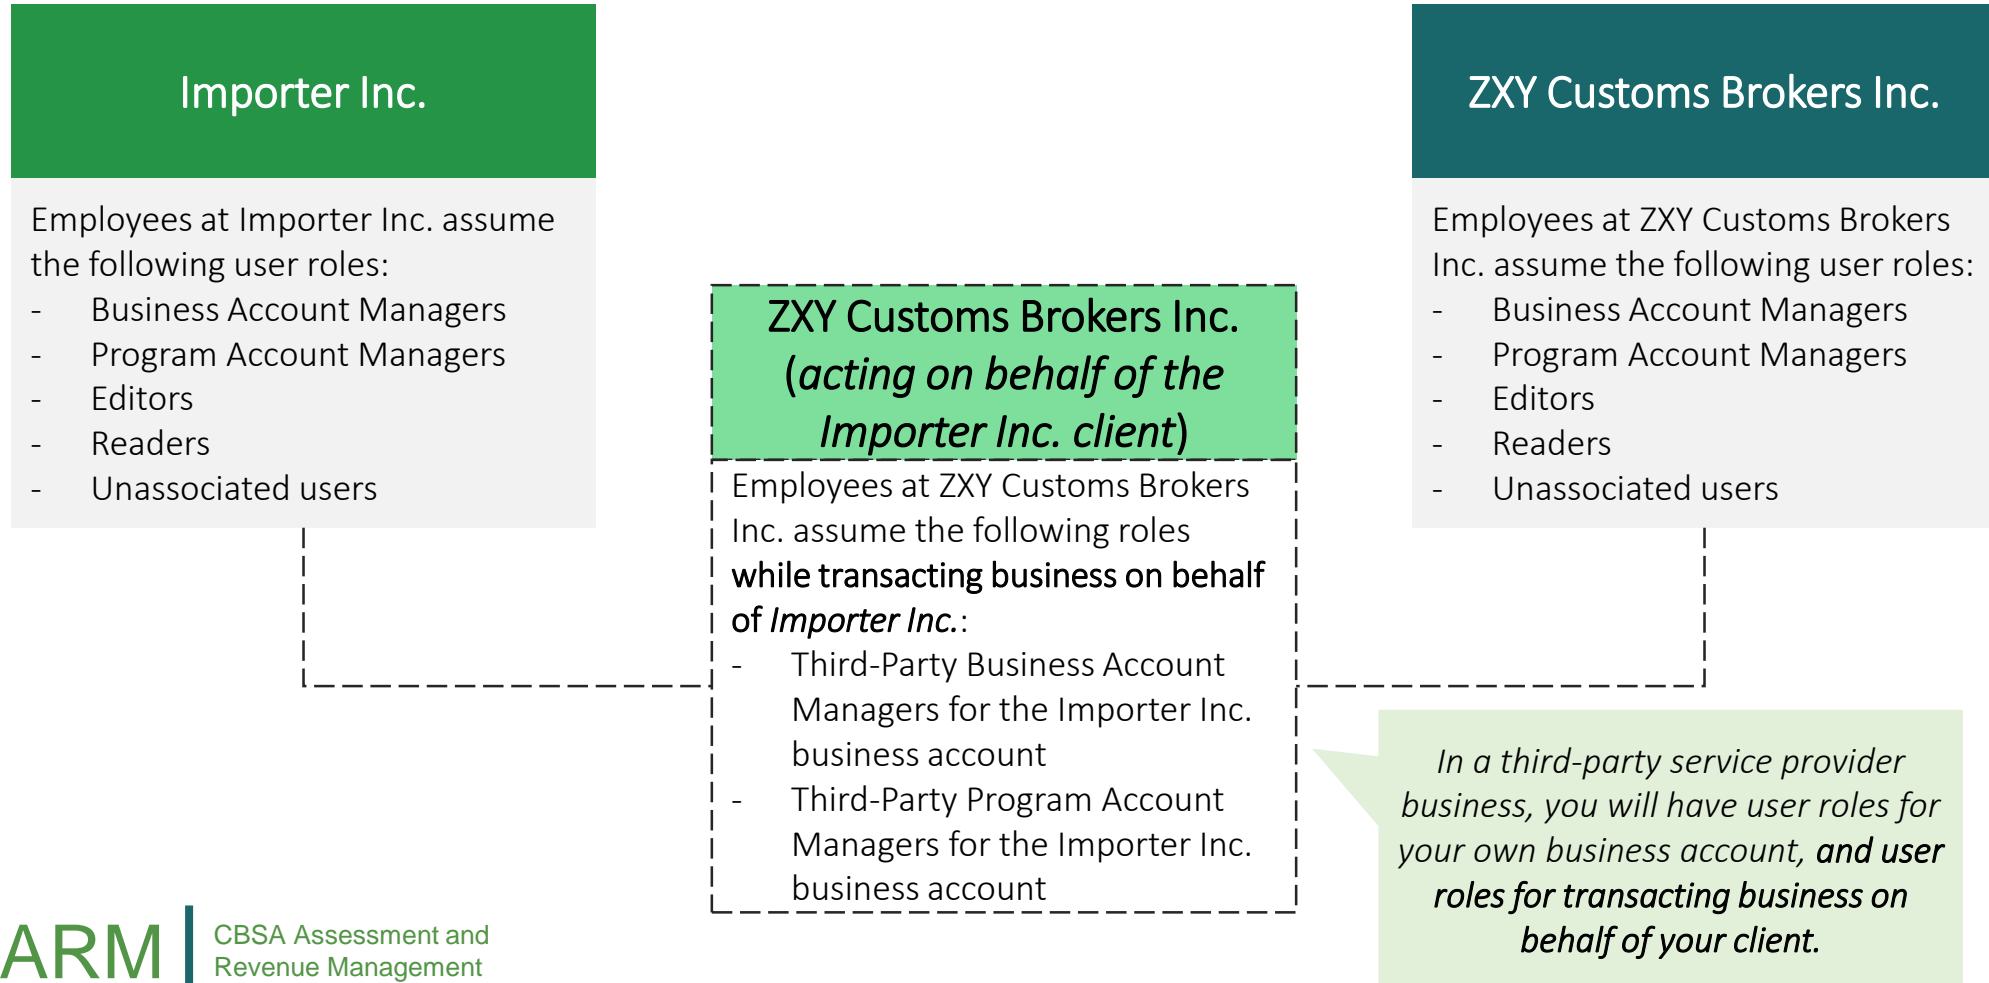 Importer Inc.
Employees at Importer Inc. assume
the following user roles:
- Business Account Managers
- Program Account Managers
- Editors
- Readers
- Unassociated users
ZXY Customs Brokers Inc.
(acting on behalf of the
Importer Inc. client)
Employees at ZXY Customs Brokers
Inc. assume the following roles
while transacting business on behalf
of Importer Inc.:
- Third-Party Business Account
Managers for the Importer Inc.
business account
- Third-Party Program Account
Managers for the Importer Inc.
business account
ZXY Customs Brokers Inc.
Employees at ZXY Customs Brokers
Inc. assume the following user roles:
- Business Account Managers
- Program Account Managers
- Editors
- Readers
- Unassociated users
In a third-party service provider
business, you will have user roles for
your own business account, and user
roles for transacting business on
behalf of your client.
ARM
CBSA Assessment and
Revenue Management